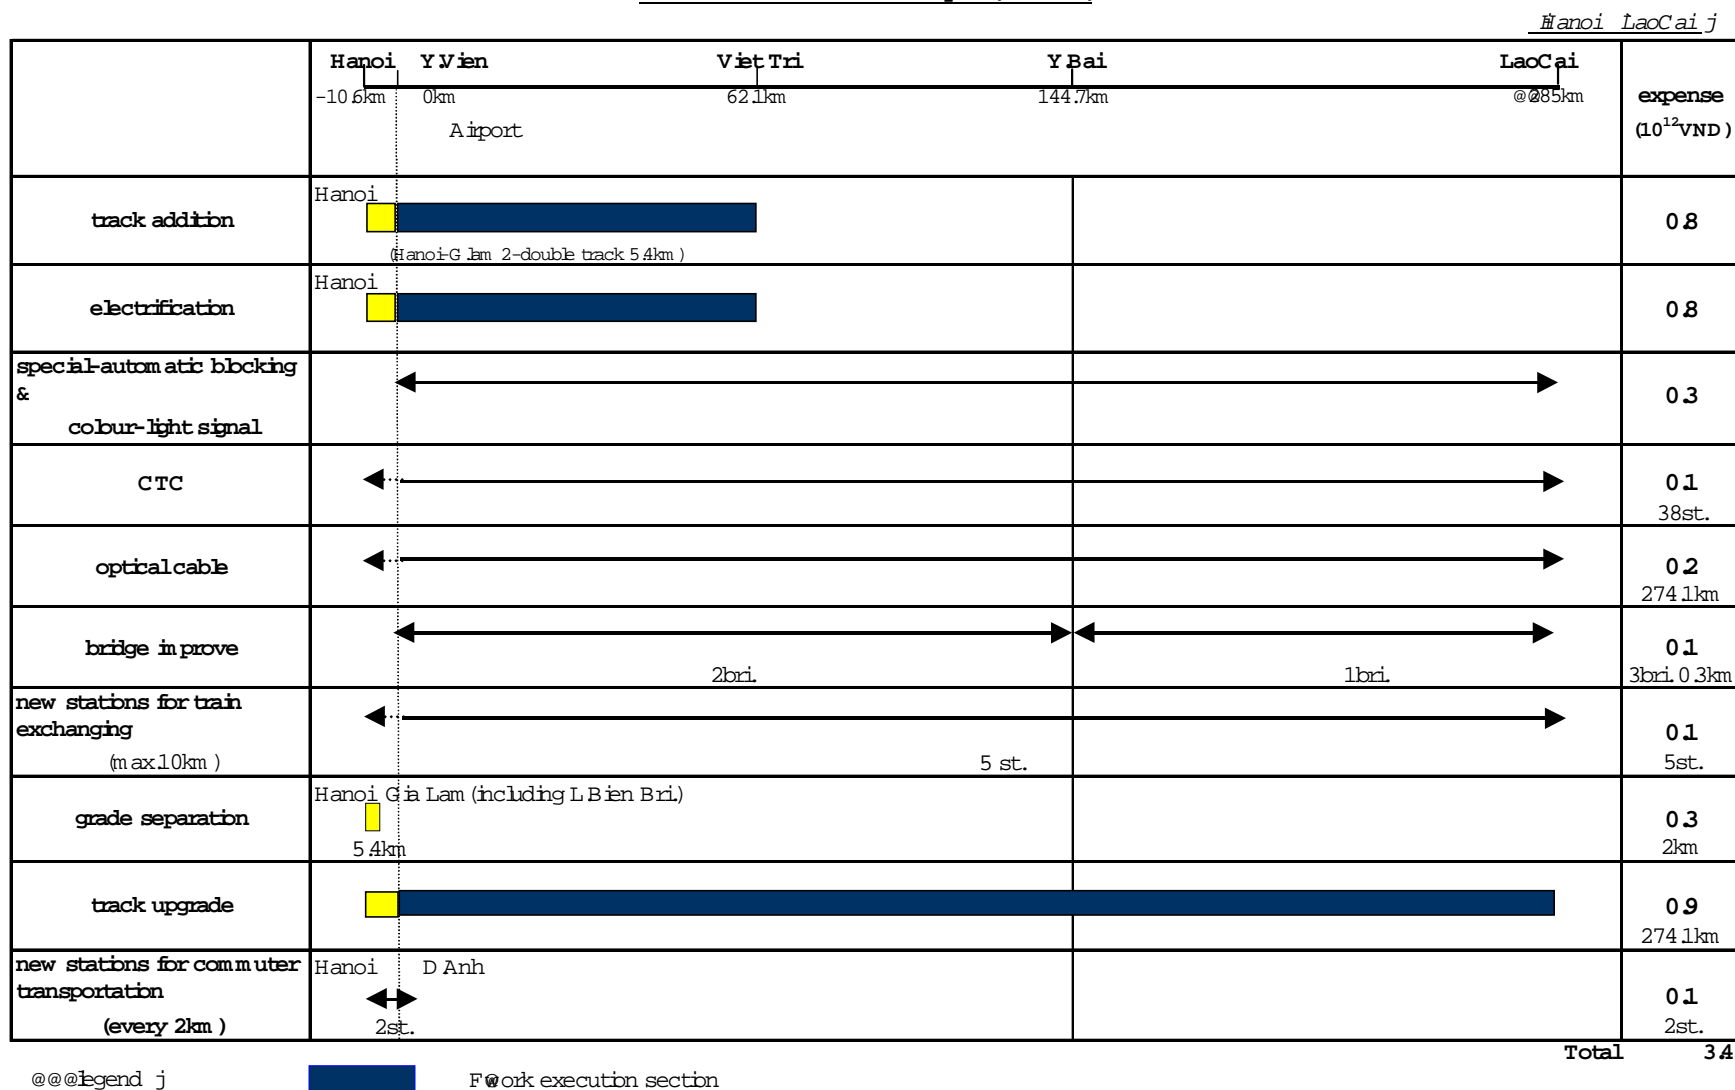 Hanoi LaoCai j
Hanoi Y.Vien Viet Tri Y.Bai LaoCai
-10.6km 0km 62.1km 144.7km @@285km
expense
(10¹²VND)
Airport
Hanoi
track addition 0.8
(Hanoi-G.lam 2-double track 5.4km)
Hanoi
electrification 0.8
special-automatic blocking
&
colour-light signal
0.3
CTC 0.1
38st.
optical cable 0.2
274.1km
bridge improve 0.1
2bri. 1bri. 3bri.0.3km
new stations for train
exchanging
0.1
(max.10km) 5 st. 5st.
Hanoi Gia Lam (including L.Bien Bri.)
grade separation 0.3
5.4km 2km
track upgrade 0.9
274.1km
new stations for commuter
transportation
Hanoi D.Anh
0.1
(every 2km) 2st. 2st.
Total 3.4
@@@legend j work execution section